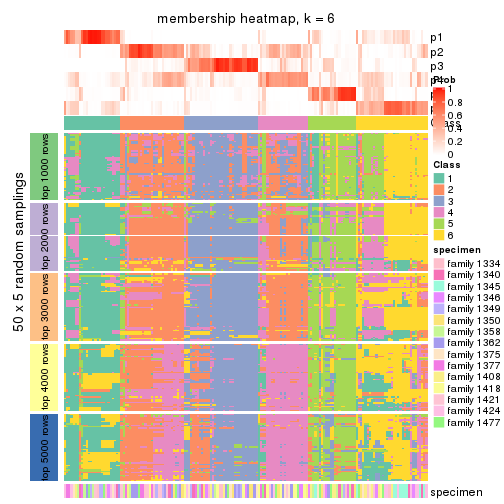 membership heatmap, k = 6
p1
p2
p3
Prob
1
0.8
0.6
0.4
0.2
0
Class
1
2
3
4
5
6
specimen
family 1334
family 1340
family 1345
family 1346
family 1349
family 1350
family 1358
family 1362
family 1375
family 1377
family 1408
family 1418
family 1421
family 1424
family 1477
50 x 5 random samplings
top 1000 rows
top 2000 rows
top 3000 rows
top 4000 rows
top 5000 rows
specimen